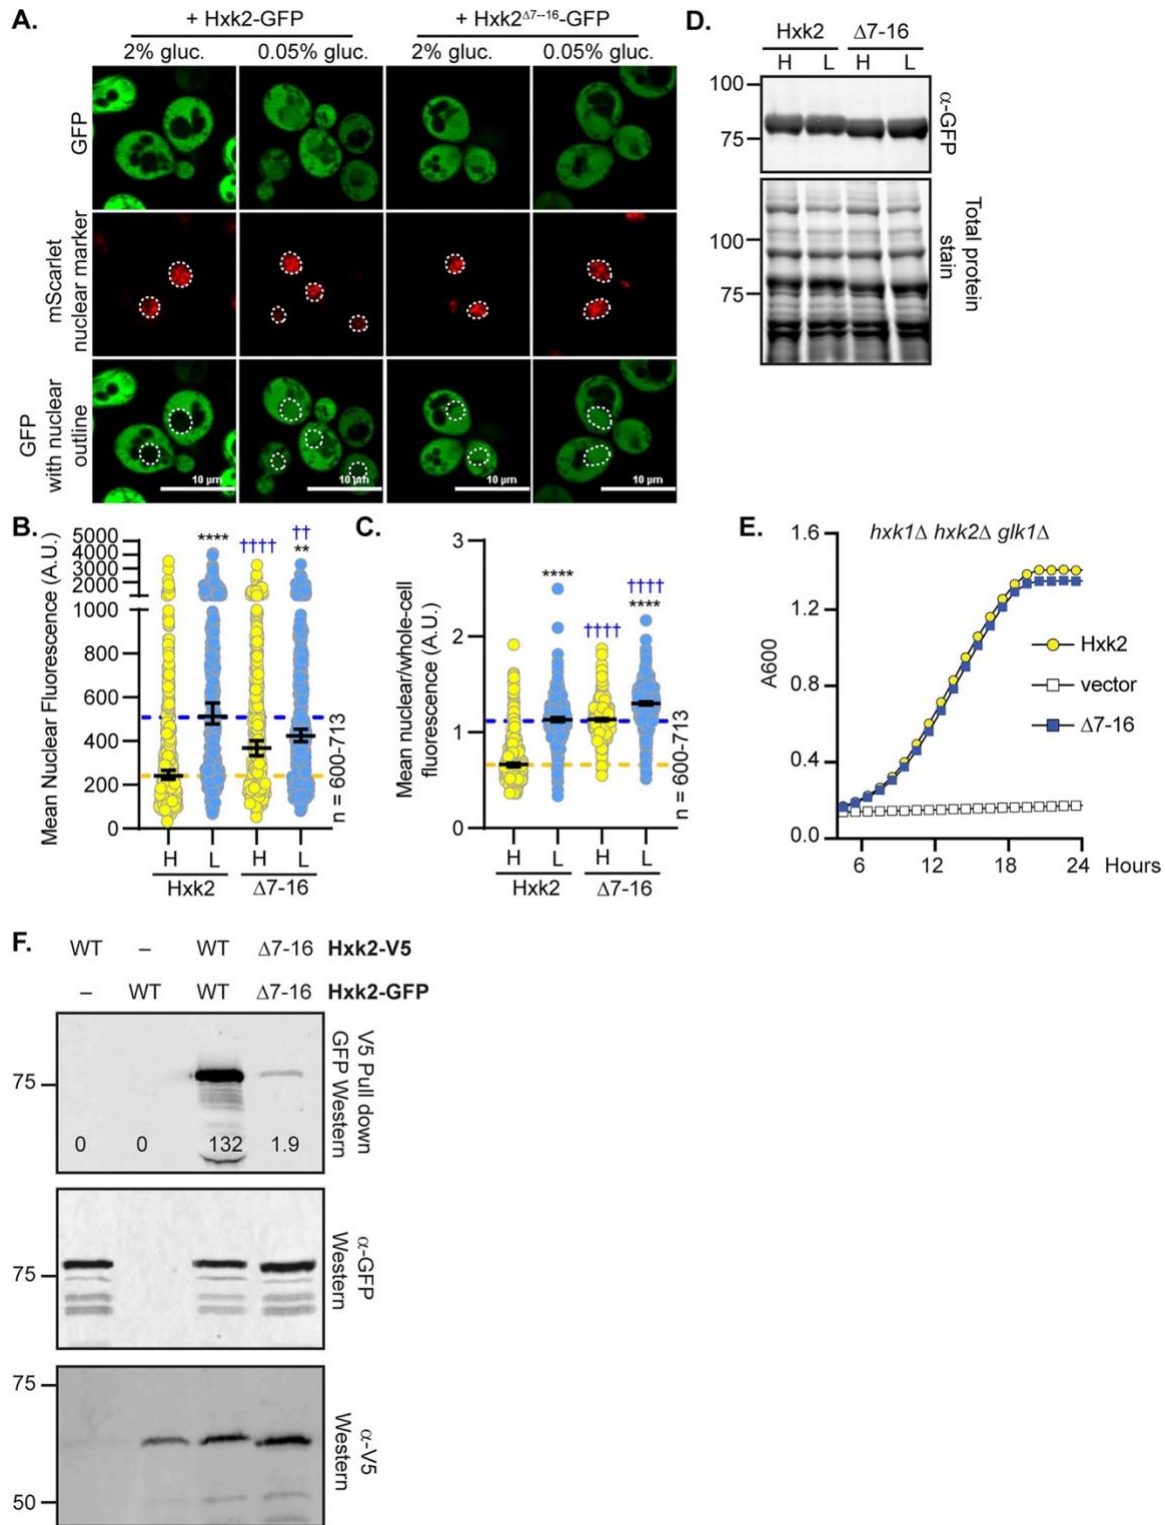 A.
+ Hxk2-GFP
+ Hxk2Δ7--16-GFP
2% gluc.
0.05% gluc.
2% gluc.
0.05% gluc.
GFP
mScarlet
nuclear marker
GFP
with nuclear
outline
10 µm
10 µm
10 µm
10 µm
B.
Mean Nuclear Fluorescence (A.U.)
5000
4000
3000
2000
1000
800
600
400
200
0
****
††††
††
**
n = 600-713
H
L
H
L
Hxk2
Δ7-16
C.
Mean nuclear/whole-cell
fluorescence (A.U.)
3
2
1
0
****
††††
††††
****
n = 600-713
H
L
H
L
Hxk2
Δ7-16
D.
Hxk2
Δ7-16
H
L
H
L
100
75
α-GFP
100
75
Total protein
stain
E.
hxk1Δ hxk2Δ glk1Δ
A600
1.6
1.2
0.8
0.4
0.0
6
12
18
24
Hours
Hxk2
vector
Δ7-16
F.
WT – WT Δ7-16 Hxk2-V5
– WT WT Δ7-16 Hxk2-GFP
75
0
0
132
1.9
V5 Pull down
GFP Western
75
α-GFP
Western
75
50
α-V5
Western